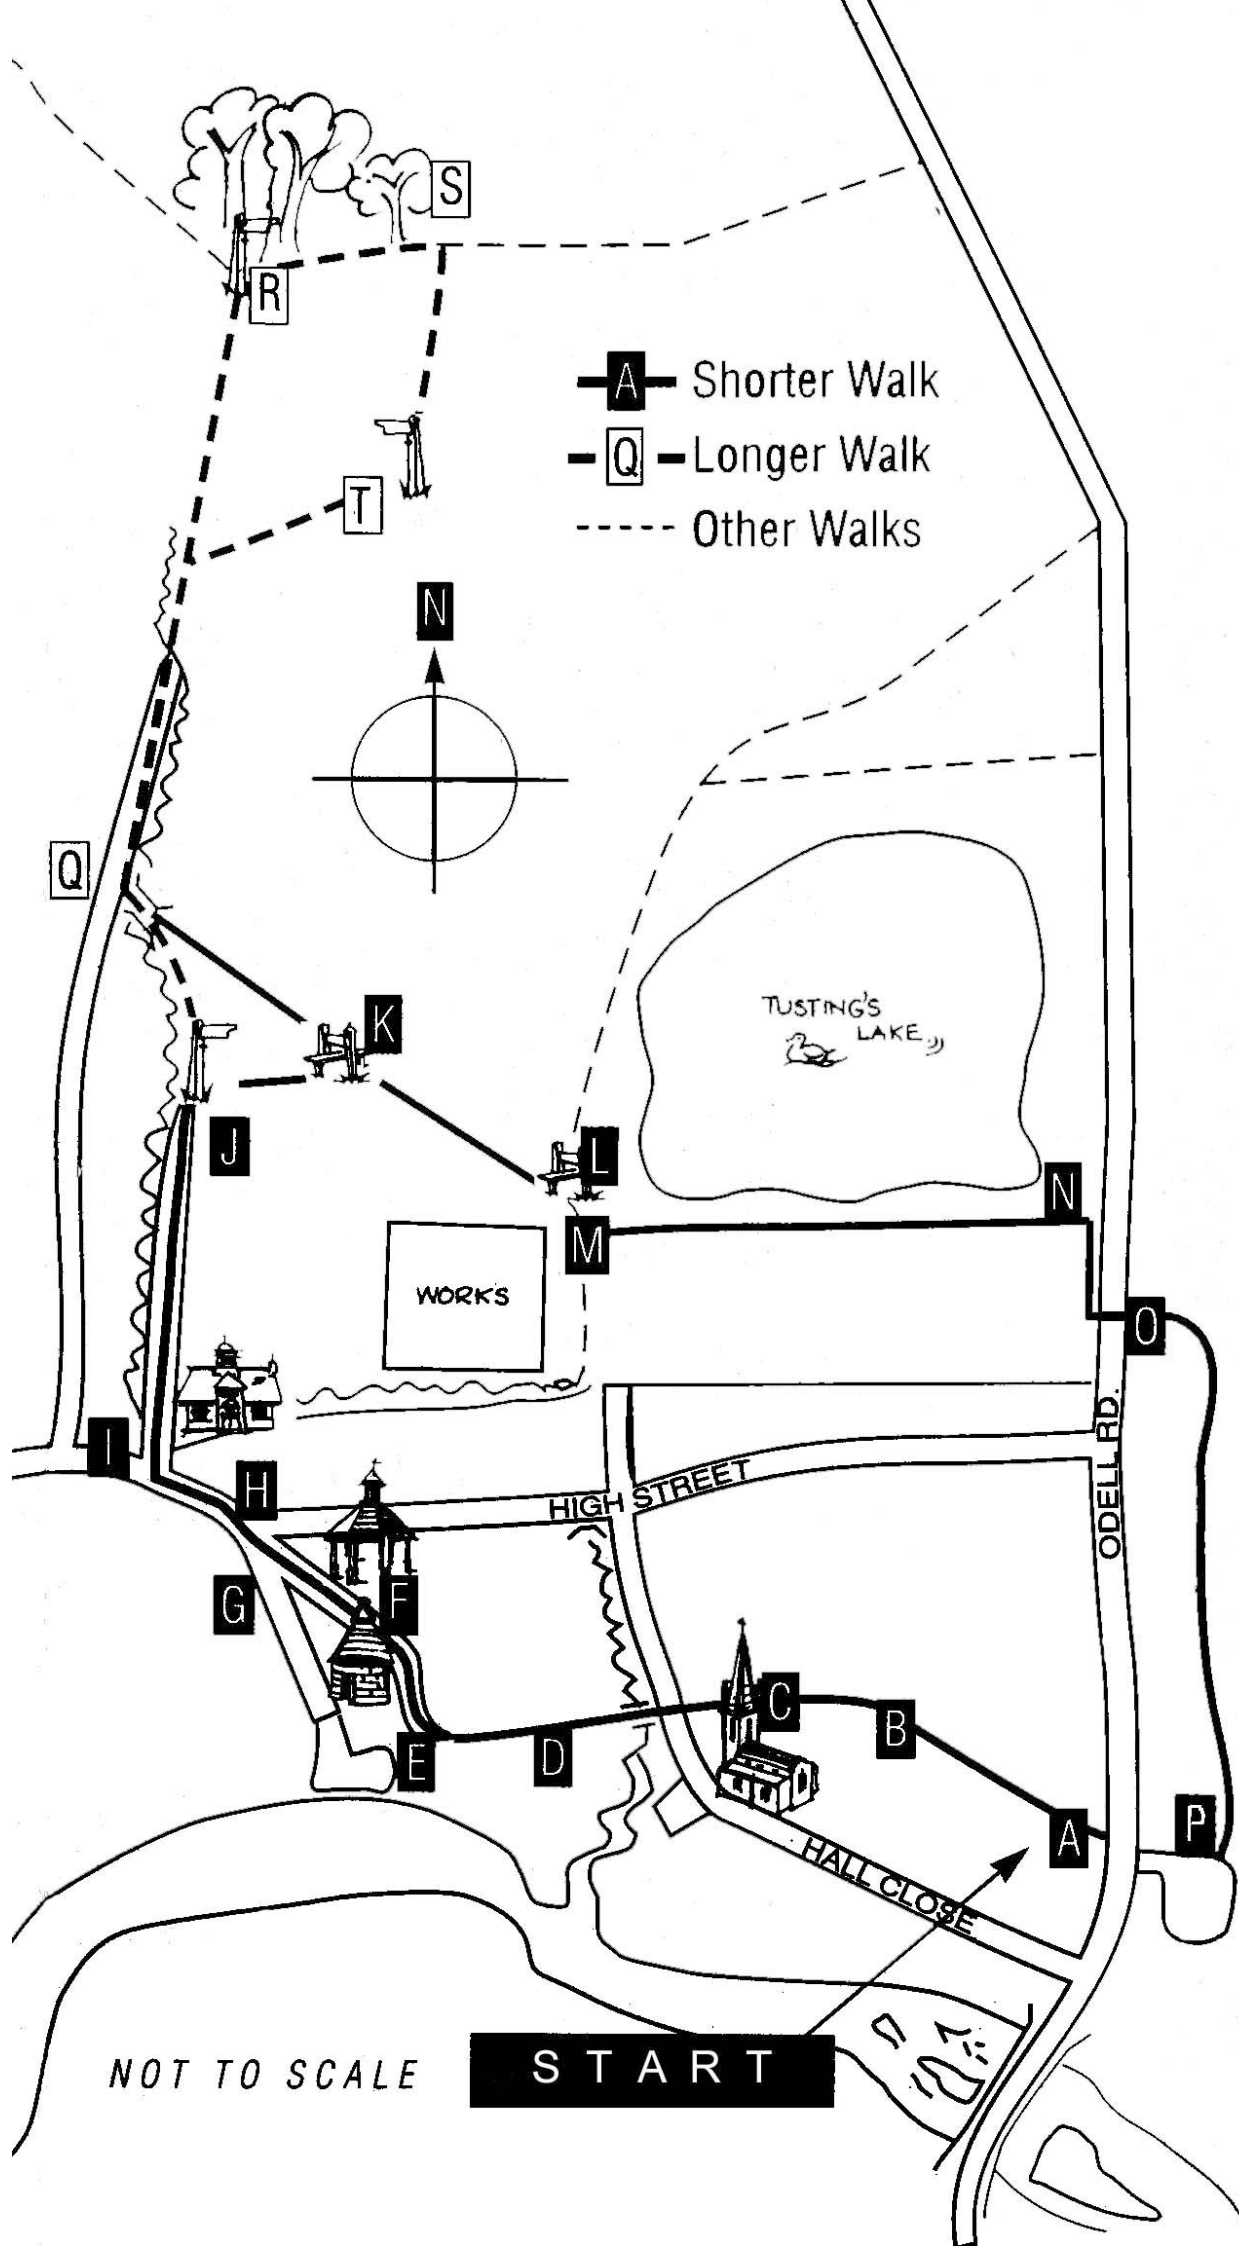 S
R
A Shorter Walk
Q Longer Walk
Other Walks
T
N
Q
K
TUSTING'S
LAKE
J
L
N
M
WORKS
O
ODELL RD.
I
H
HIGH STREET
G
F
C
B
E
D
A
P
HALL CLOSE
NOT TO SCALE
START